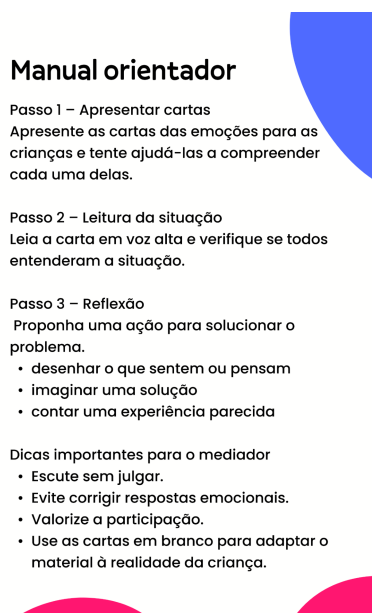 Manual orientador
Passo 1 – Apresentar cartas
Apresente as cartas das emoções para as
crianças e tente ajudá-las a compreender
cada uma delas.
Passo 2 – Leitura da situação
Leia a carta em voz alta e verifique se todos
entenderam a situação.
Passo 3 – Reflexão
Proponha uma ação para solucionar o
problema.
• desenhar o que sentem ou pensam
• imaginar uma solução
• contar uma experiência parecida
Dicas importantes para o mediador
• Escute sem julgar.
• Evite corrigir respostas emocionais.
• Valorize a participação.
• Use as cartas em branco para adaptar o
material à realidade da criança.